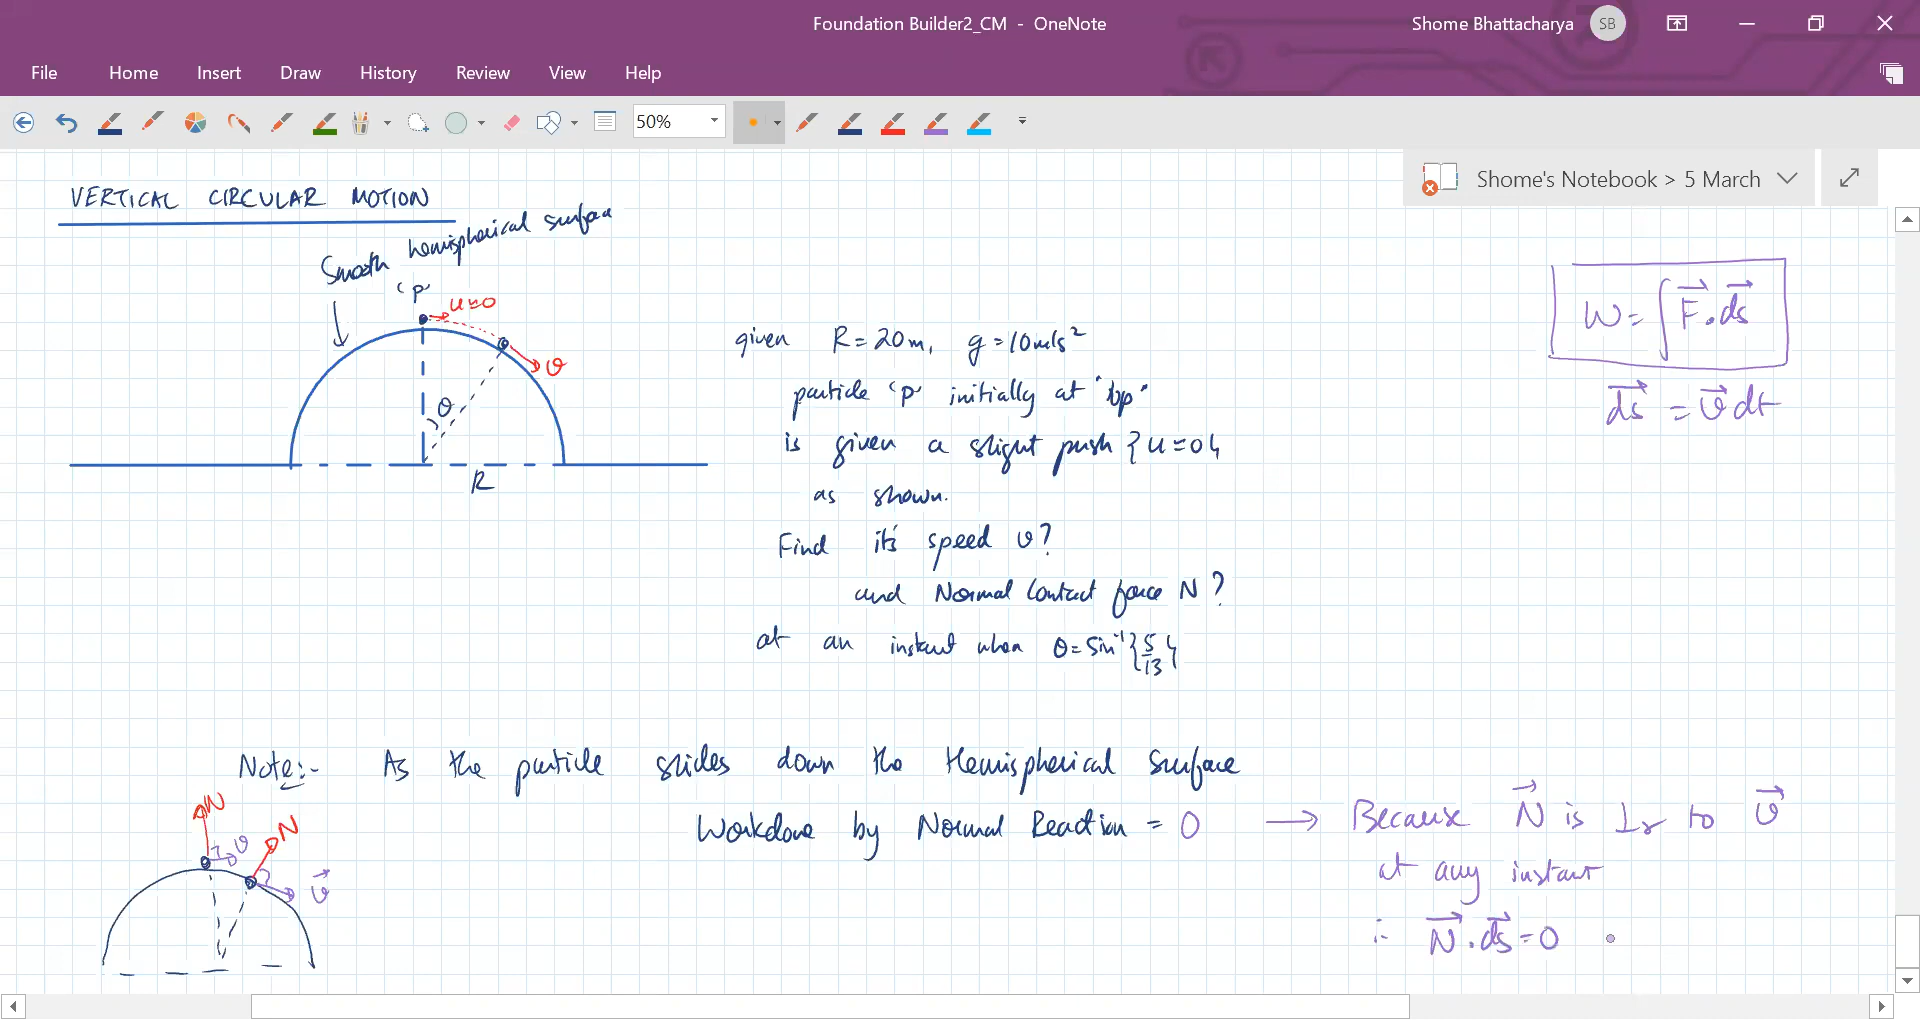 Foundation Builder2_CM - OneNote
Shome Bhattacharya SB
File Home Insert Draw History Review View Help
50%
Shome's Notebook > 5 March
VERTICAL CIRCULAR MOTION
Smooth hemispherical surface
'P'
u≈0
v
θ
R
given R=20m, g=10m/s²
particle 'P' initially at 'top'
is given a slight push {u≈0}
as shown.
Find it's speed v?
and Normal Contact force N?
at an instant when θ=Sin⁻¹{5/13}
W=∫F⃗.ds⃗
ds⃗ = v⃗dt
Note:- As the particle slides down the Hemispherical Surface
Workdone by Normal Reaction = 0 → Because N⃗ is ⊥r to v⃗
at any instant
∴ N⃗.ds⃗=0
N
v
N
v⃗